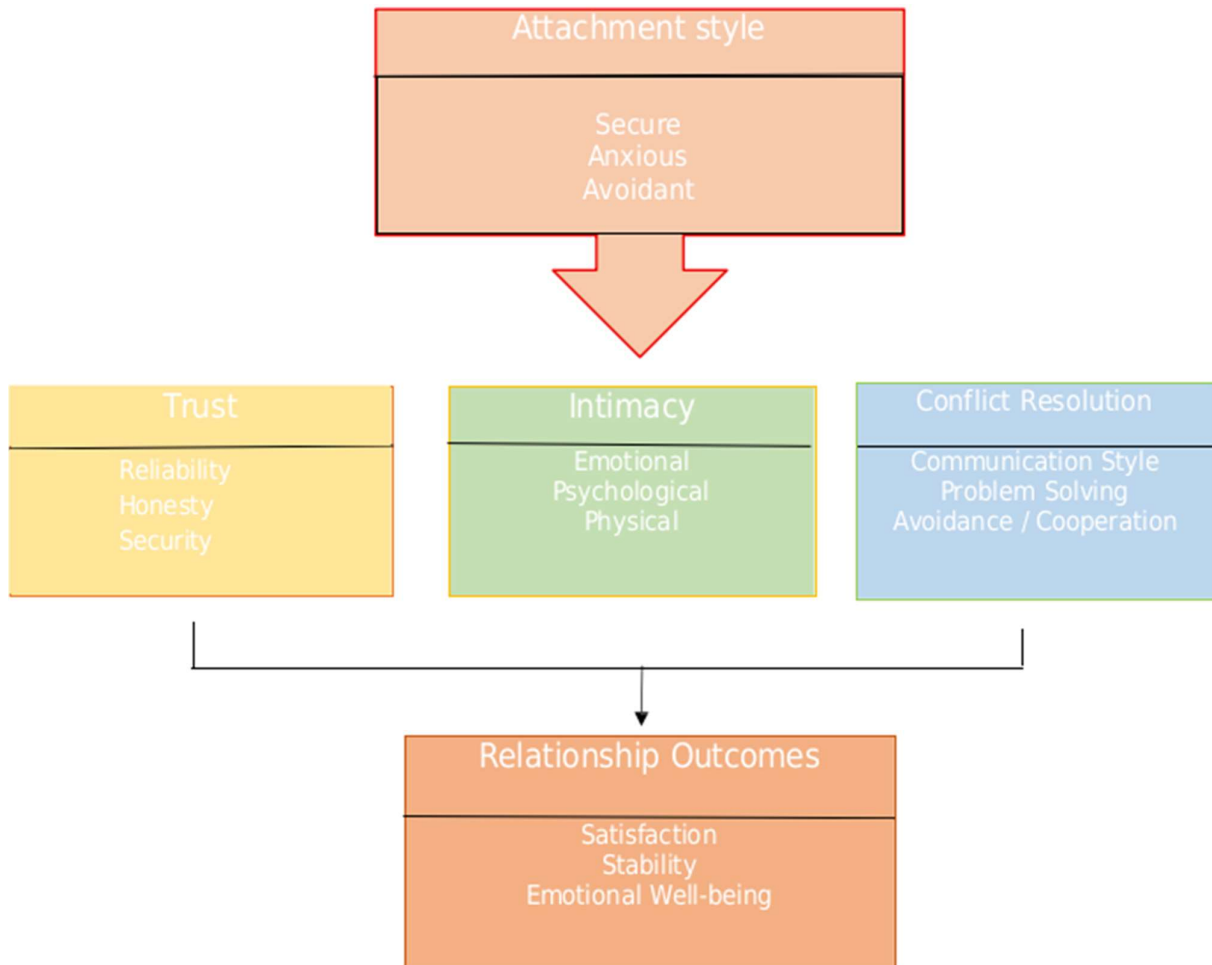 Attachment style
Secure
Anxious
Avoidant
Trust
Reliability
Honesty
Security
Intimacy
Emotional
Psychological
Physical
Conflict Resolution
Communication Style
Problem Solving
Avoidance / Cooperation
Relationship Outcomes
Satisfaction
Stability
Emotional Well-being